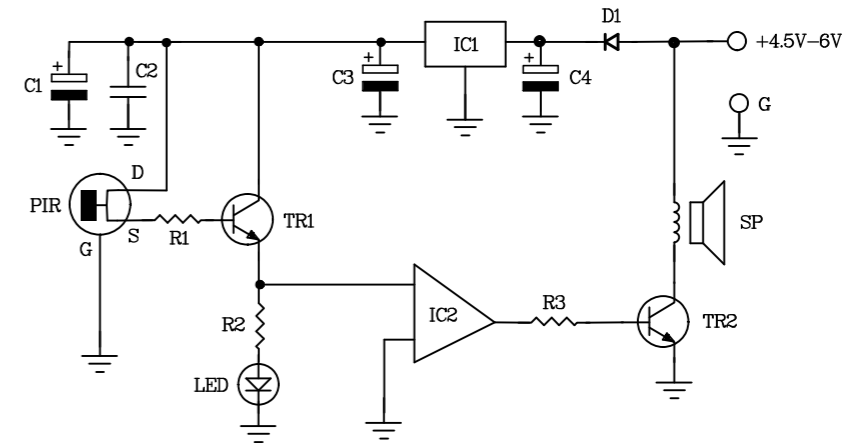 D1
+4.5V-6V
IC1
+
C1
C2
+
C3
+
C4
G
D
PIR
TR1
SP
S
R1
G
R2
IC2
R3
TR2
LED